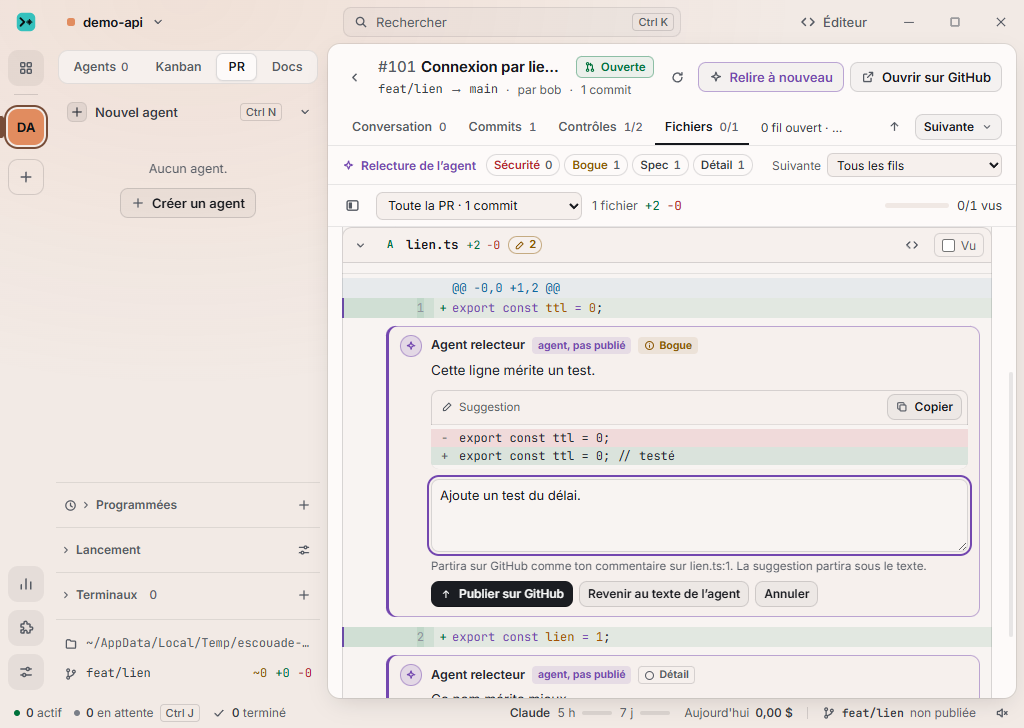 demo-api
Rechercher
Ctrl K
Éditeur
Agents 0
Kanban
PR
Docs
DA
Nouvel agent
Ctrl N
Aucun agent.
Créer un agent
Programmées
Lancement
Terminaux 0
~/AppData/Local/Temp/escouade-…
feat/lien
~0 +0 -0
#101 Connexion par lie…
Ouverte
Relire à nouveau
Ouvrir sur GitHub
feat/lien → main · par bob · 1 commit
Conversation 0
Commits 1
Contrôles 1/2
Fichiers 0/1
0 fil ouvert · …
Suivante
Relecture de l’agent
Sécurité 0
Bogue 1
Spec 1
Détail 1
Suivante
Tous les fils
Toute la PR · 1 commit
1 fichier +2 -0
0/1 vus
A lien.ts +2 -0
2
Vu
@@ -0,0 +1,2 @@
1 + export const ttl = 0;
Agent relecteur
agent, pas publié
Bogue
Cette ligne mérite un test.
Suggestion
Copier
- export const ttl = 0;
+ export const ttl = 0; // testé
Ajoute un test du délai.
Partira sur GitHub comme ton commentaire sur lien.ts:1. La suggestion partira sous le texte.
Publier sur GitHub
Revenir au texte de l’agent
Annuler
2 + export const lien = 1;
Agent relecteur
agent, pas publié
Détail
0 actif
0 en attente
Ctrl J
0 terminé
Claude 5 h
7 j
Aujourd'hui 0,00 $
feat/lien non publiée